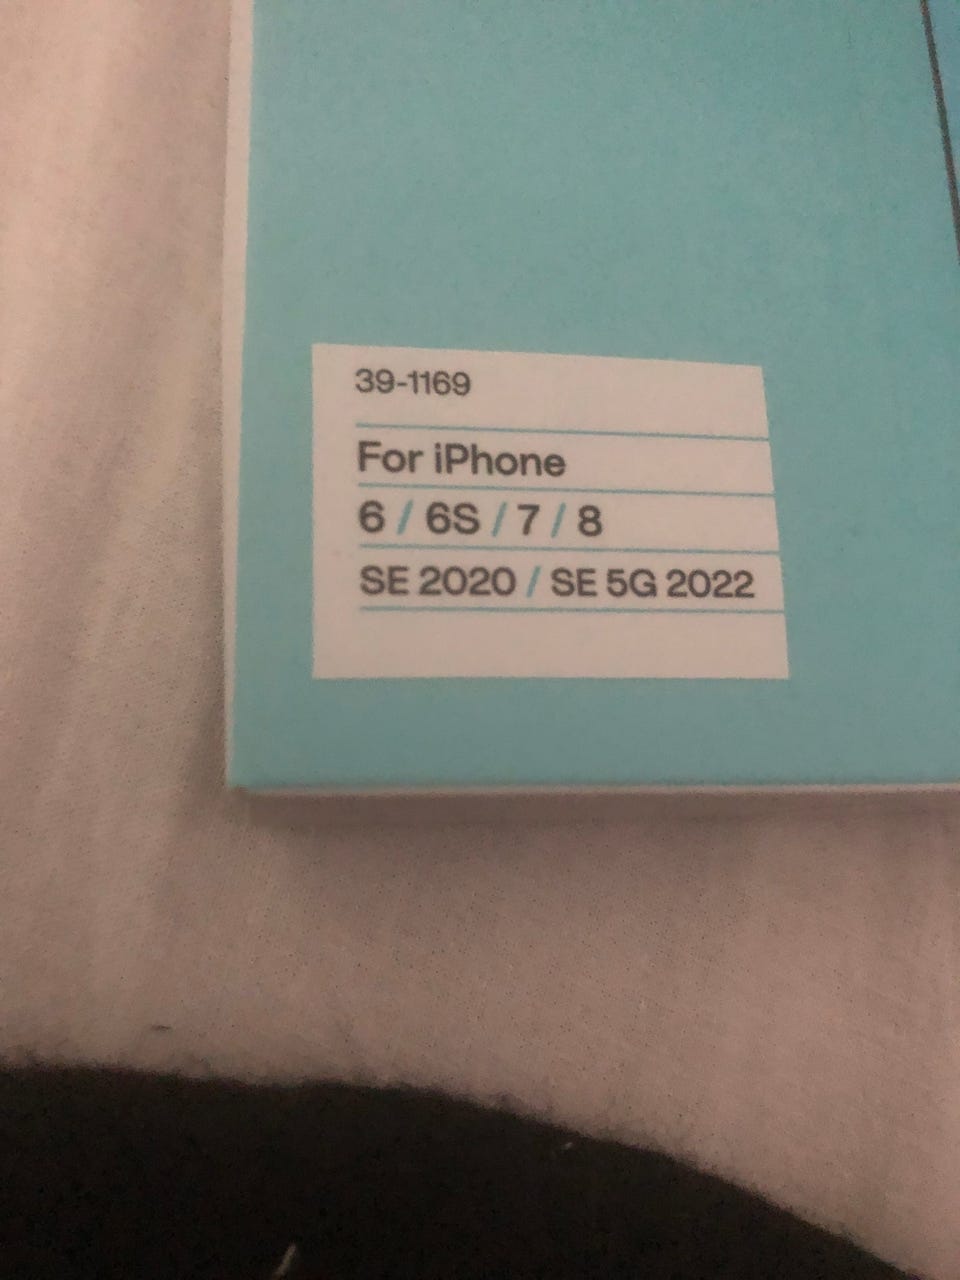 39-1169
For iPhone
6 / 6S / 7 / 8
SE 2020 / SE 5G 2022